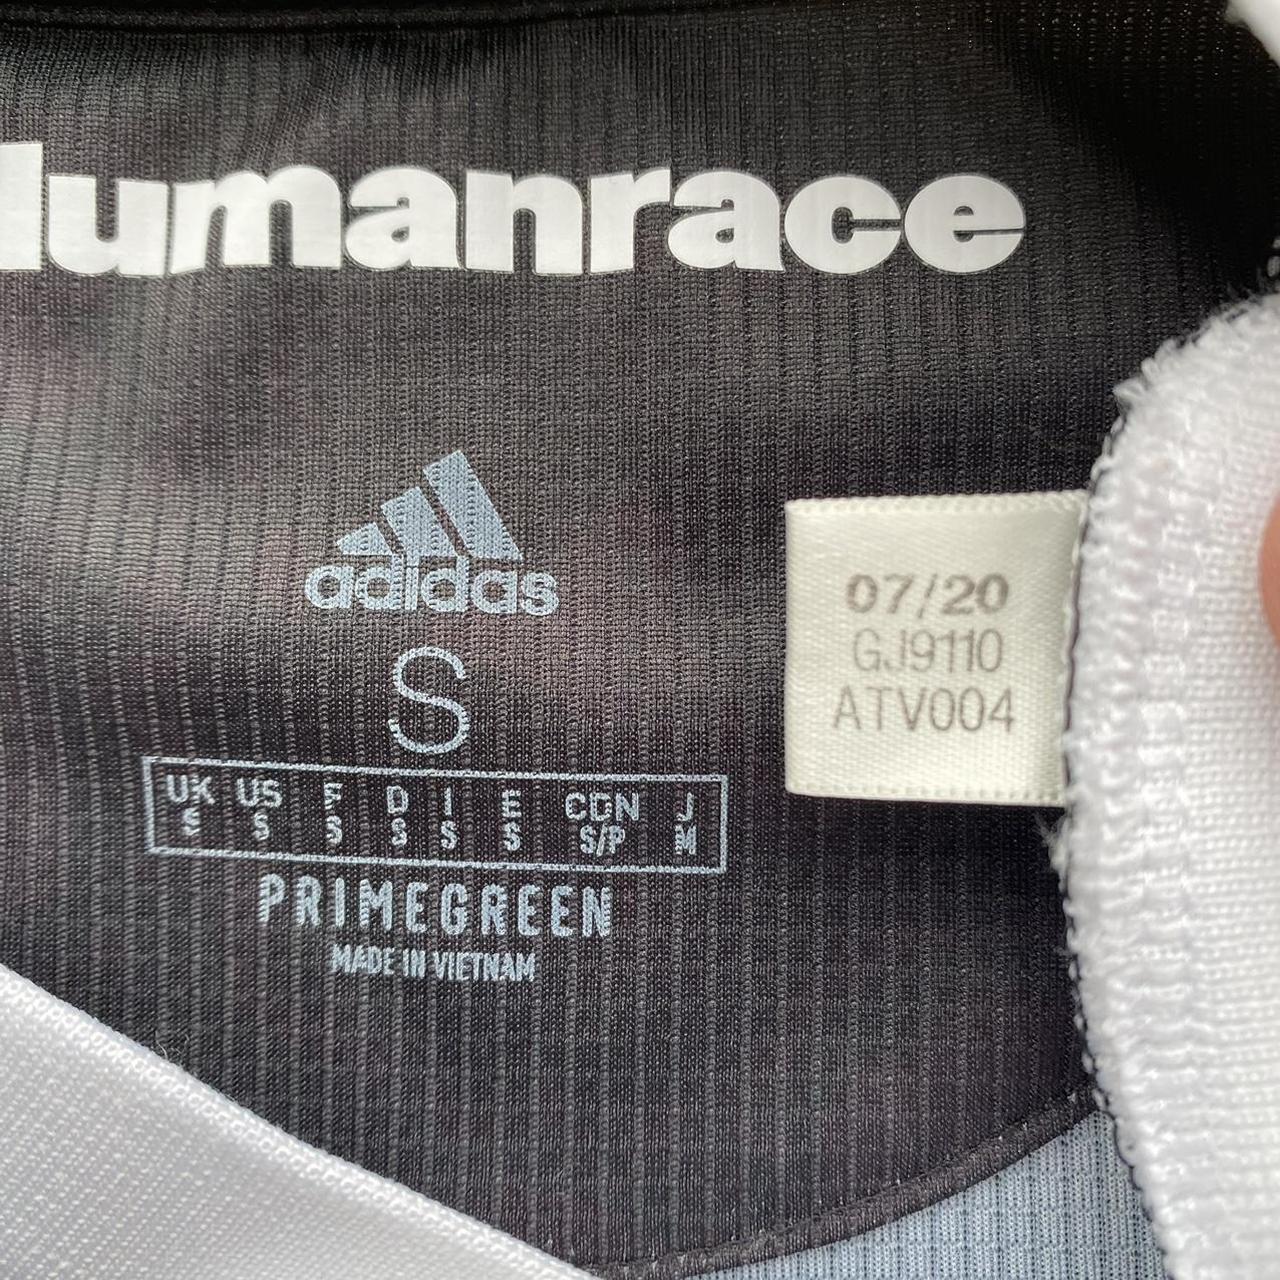 Humanrace
adidas
S
UK US F D I E CDN J
S S S S S S S/P M
PRIMEGREEN
MADE IN VIETNAM
07/20
GJ9110
ATV004